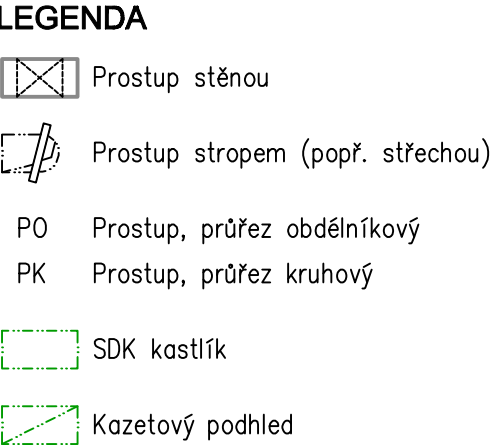 LEGENDA
Prostup stěnou
Prostup stropem (popř. střechou)
PO Prostup, průřez obdélníkový
PK Prostup, průřez kruhový
SDK kastlík
Kazetový podhled